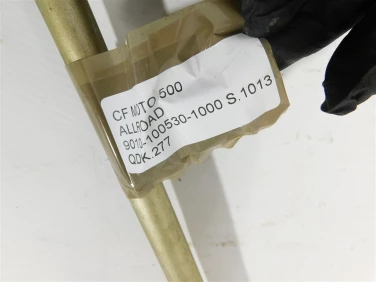 CF MOTO 500
ALLROAD
9010-100530-1000 S.1013
QDK.277